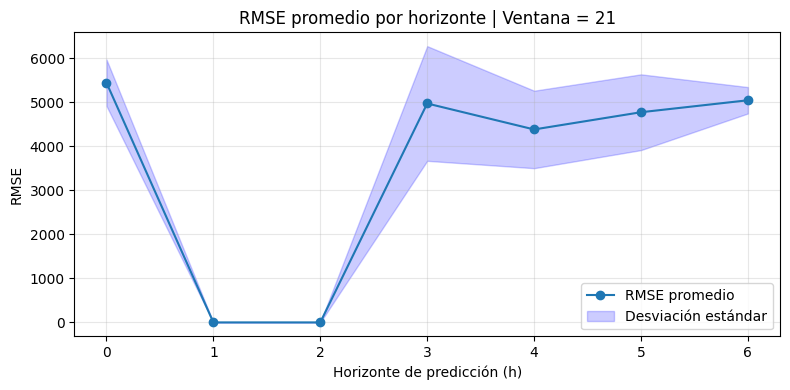 RMSE promedio por horizonte | Ventana = 21
RMSE
6000
5000
4000
3000
2000
1000
0
0 1 2 3 4 5 6
Horizonte de predicción (h)
RMSE promedio
Desviación estándar